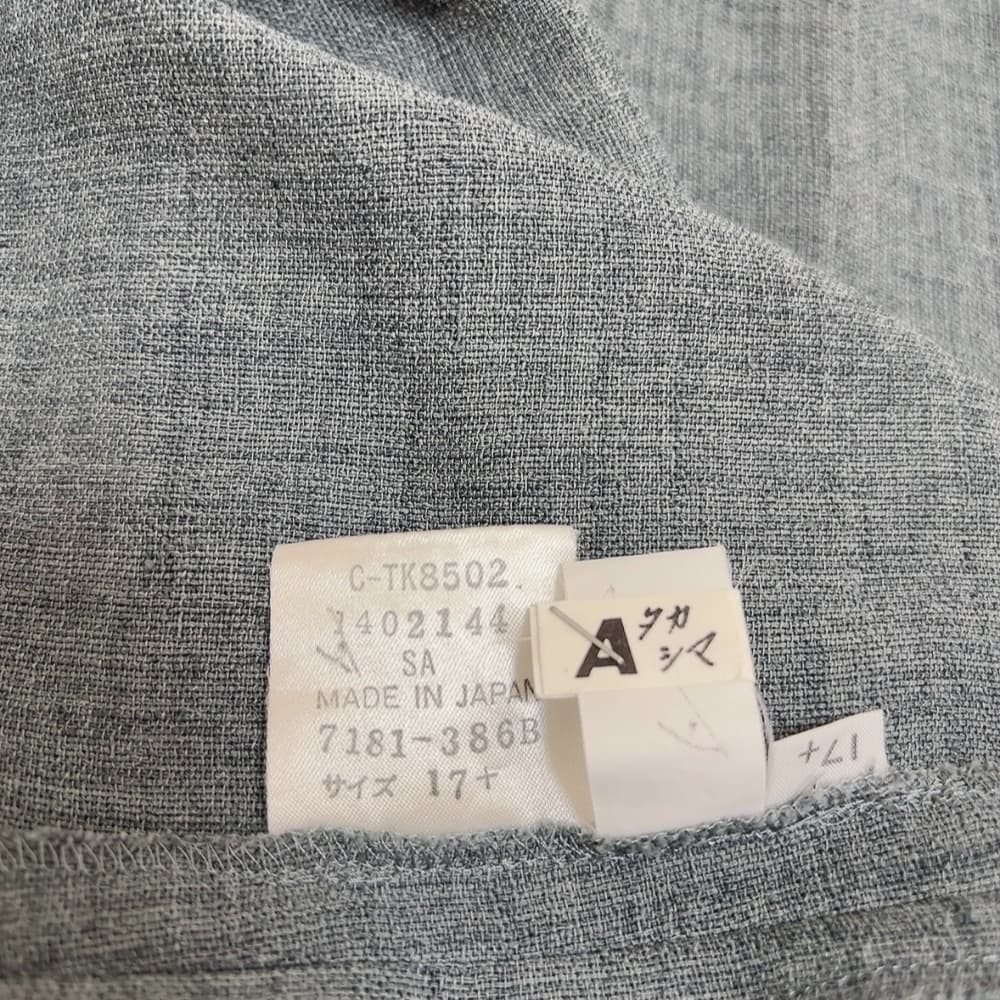 C-TK8502.
1402144
SA
MADE IN JAPAN
7181-386B
サイズ 17+
A タカ
シマ
17+